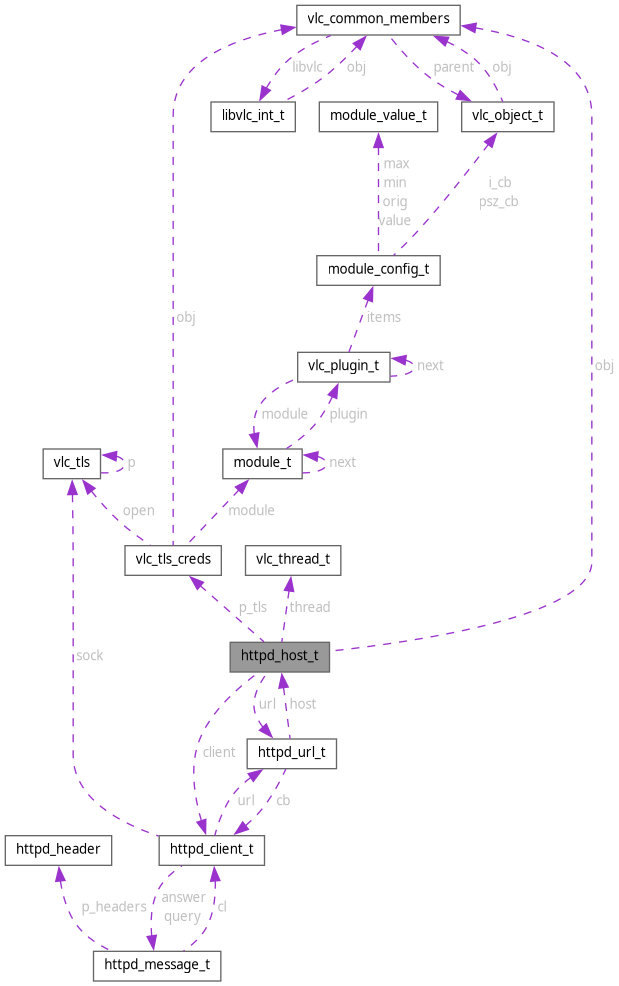 vlc_common_members
libvlc
obj
parent
obj
libvlc_int_t
module_value_t
vlc_object_t
max
min
orig
value
i_cb
psz_cb
module_config_t
obj
items
obj
vlc_plugin_t
next
module
plugin
vlc_tls
p
module_t
next
open
module
vlc_tls_creds
vlc_thread_t
p_tls
thread
sock
httpd_host_t
url
host
client
httpd_url_t
url
cb
httpd_header
httpd_client_t
p_headers
answer
query
cl
httpd_message_t